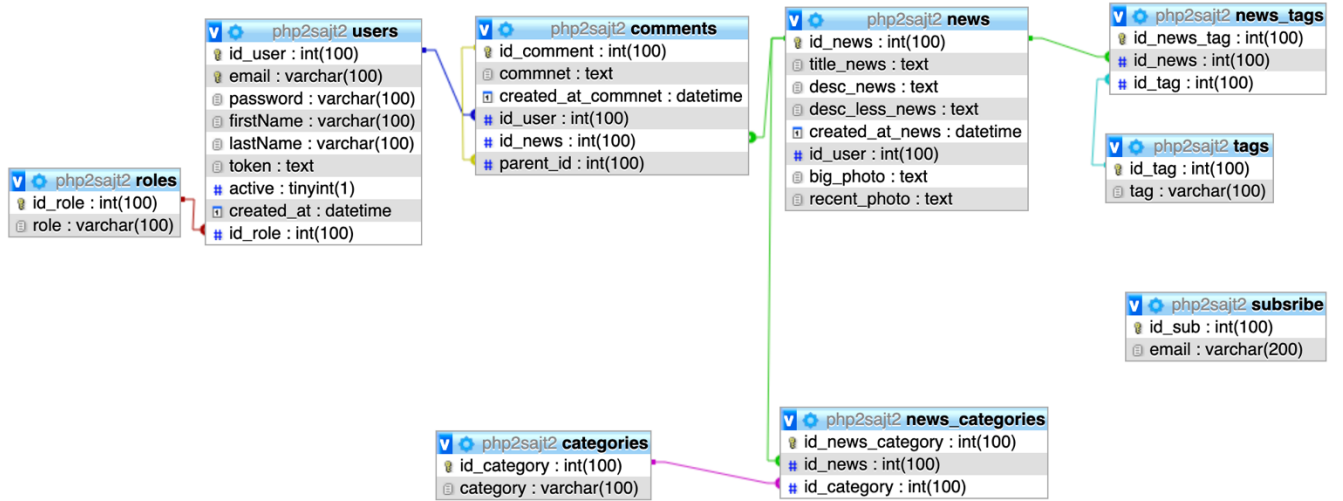 php2sajt2 users
id_user : int(100)
email : varchar(100)
password : varchar(100)
firstName : varchar(100)
lastName : varchar(100)
token : text
active : tinyint(1)
created_at : datetime
id_role : int(100)
php2sajt2 comments
id_comment : int(100)
commnet : text
created_at_commnet : datetime
id_user : int(100)
id_news : int(100)
parent_id : int(100)
php2sajt2 news
id_news : int(100)
title_news : text
desc_news : text
desc_less_news : text
created_at_news : datetime
id_user : int(100)
big_photo : text
recent_photo : text
php2sajt2 news_tags
id_news_tag : int(100)
id_news : int(100)
id_tag : int(100)
php2sajt2 tags
id_tag : int(100)
tag : varchar(100)
php2sajt2 roles
id_role : int(100)
role : varchar(100)
php2sajt2 subsribe
id_sub : int(100)
email : varchar(200)
php2sajt2 categories
id_category : int(100)
category : varchar(100)
php2sajt2 news_categories
id_news_category : int(100)
id_news : int(100)
id_category : int(100)